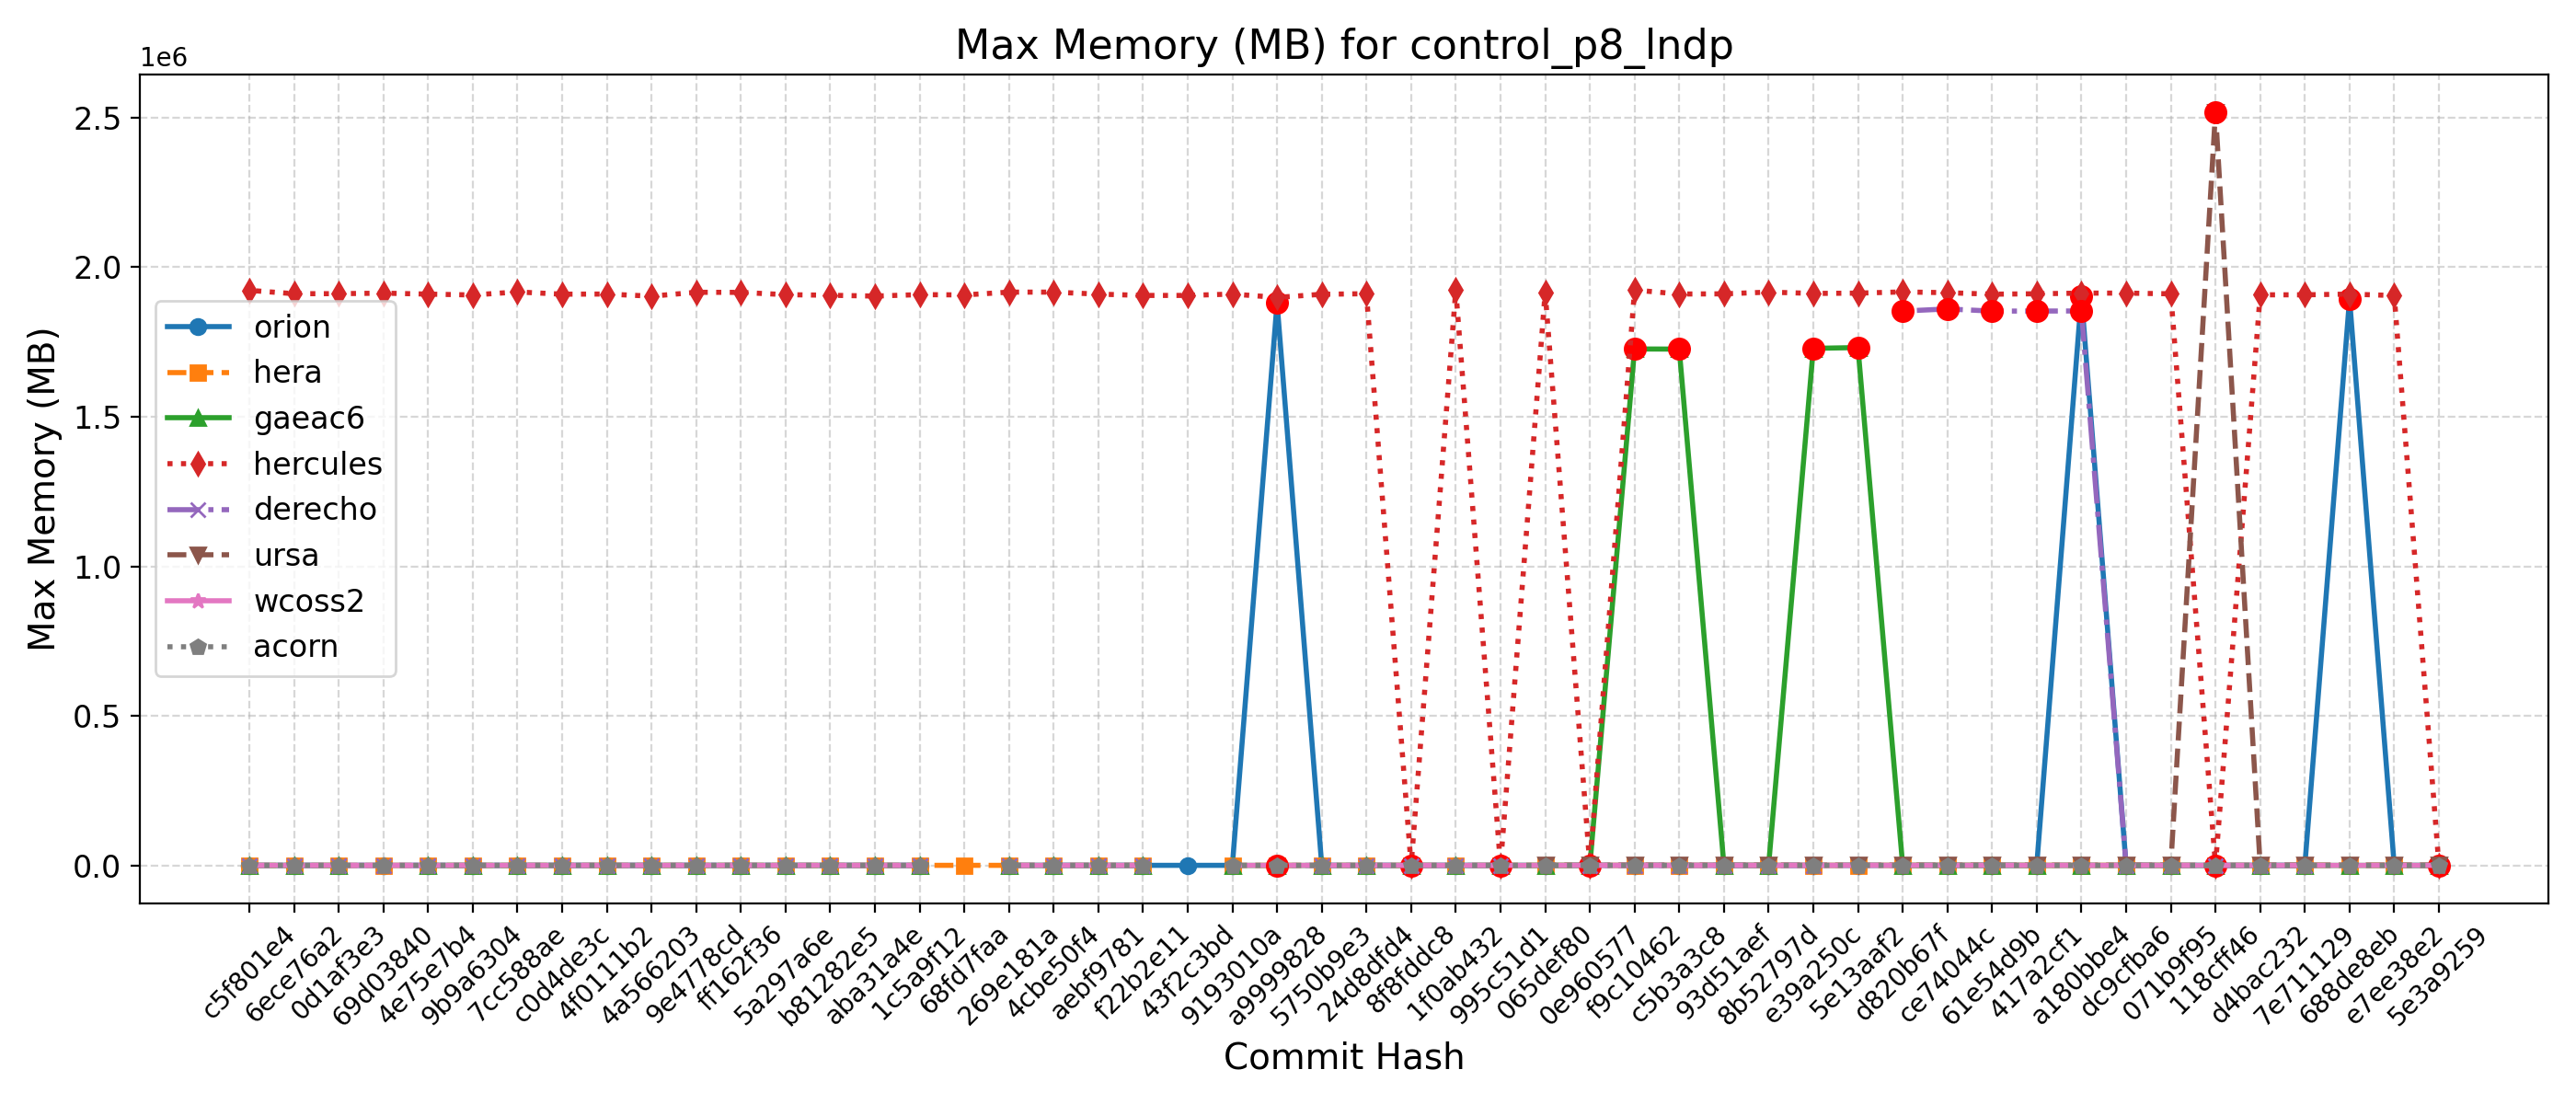 Max Memory (MB) for control_p8_lndp
1e6
2.5
2.0
1.5
1.0
0.5
0.0
Max Memory (MB)
orion
hera
gaeac6
hercules
derecho
ursa
wcoss2
acorn
c5f801e4
6ece76a2
0d1af3e3
69d03840
4e75e7b4
9b9a6304
7cc588ae
c0d4de3c
4f0111b2
4a566203
9e4778cd
ff162f36
5a297a6e
b81282e5
aba31a4e
1c5a9f12
68fd7faa
269e181a
4cbe50f4
aebf9781
f22b2e11
43f2c3bd
9193010a
a9999828
5750b9e3
24d8dfd4
8f8fddc8
1f0ab432
995c51d1
065def80
0e960577
f9c10462
c5b3a3c8
93d51aef
8b52797d
e39a250c
5e13aaf2
d820b67f
ce74044c
61e54d9b
417a2cf1
a180bbe4
dc9cfba6
071b9f95
118cff46
d4bac232
7e711129
688de8eb
e7ee38e2
5e3a9259
Commit Hash